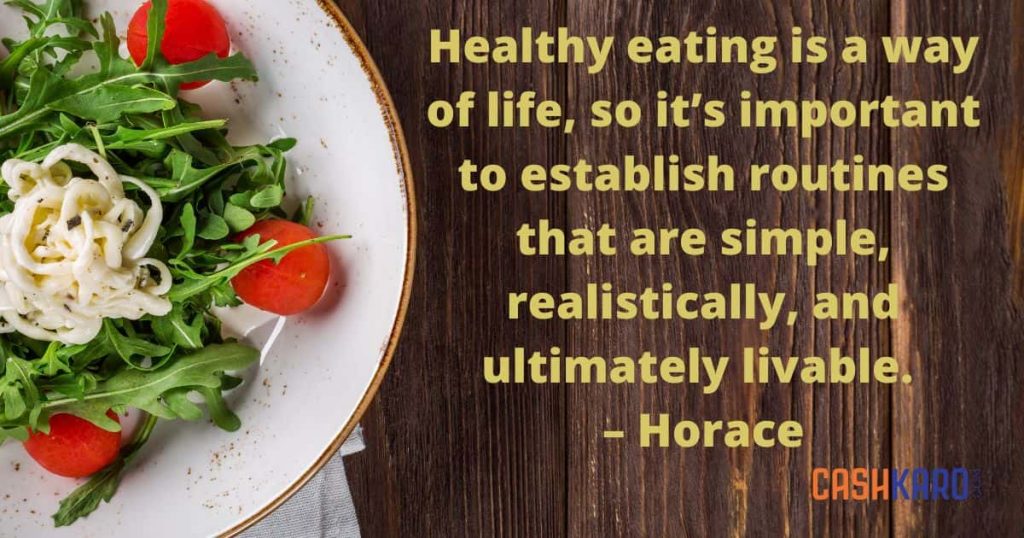 Healthy eating is a way
of life, so it’s important
to establish routines
that are simple,
realistically, and
ultimately livable.
– Horace
CASHKARO